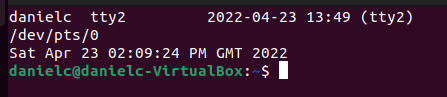 danielc  tty2         2022-04-23 13:49 (tty2)
/dev/pts/0
Sat Apr 23 02:09:24 PM GMT 2022
danielc@danielc-VirtualBox:~$